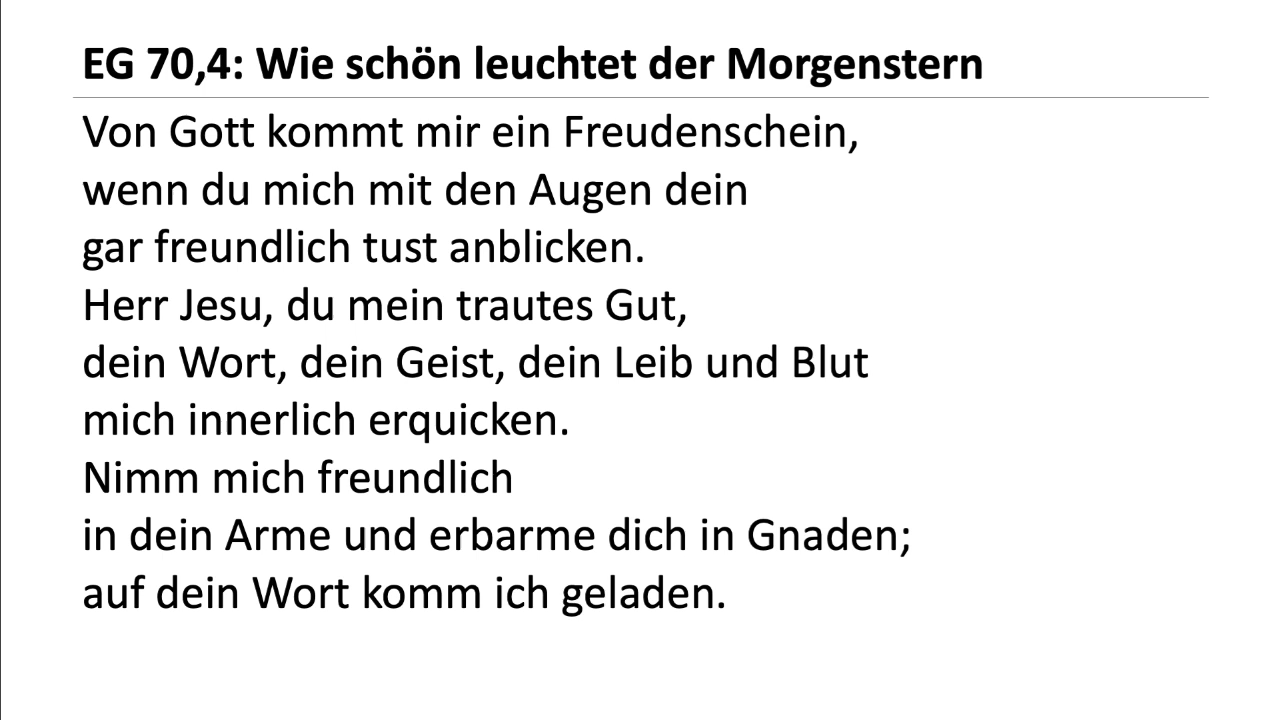 EG 70,4: Wie schön leuchtet der Morgenstern
Von Gott kommt mir ein Freudenschein,
wenn du mich mit den Augen dein
gar freundlich tust anblicken.
Herr Jesu, du mein trautes Gut,
dein Wort, dein Geist, dein Leib und Blut
mich innerlich erquicken.
Nimm mich freundlich
in dein Arme und erbarme dich in Gnaden;
auf dein Wort komm ich geladen.